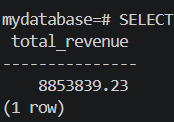 mydatabase=# SELECT
total_revenue
---------------
8853839.23
(1 row)